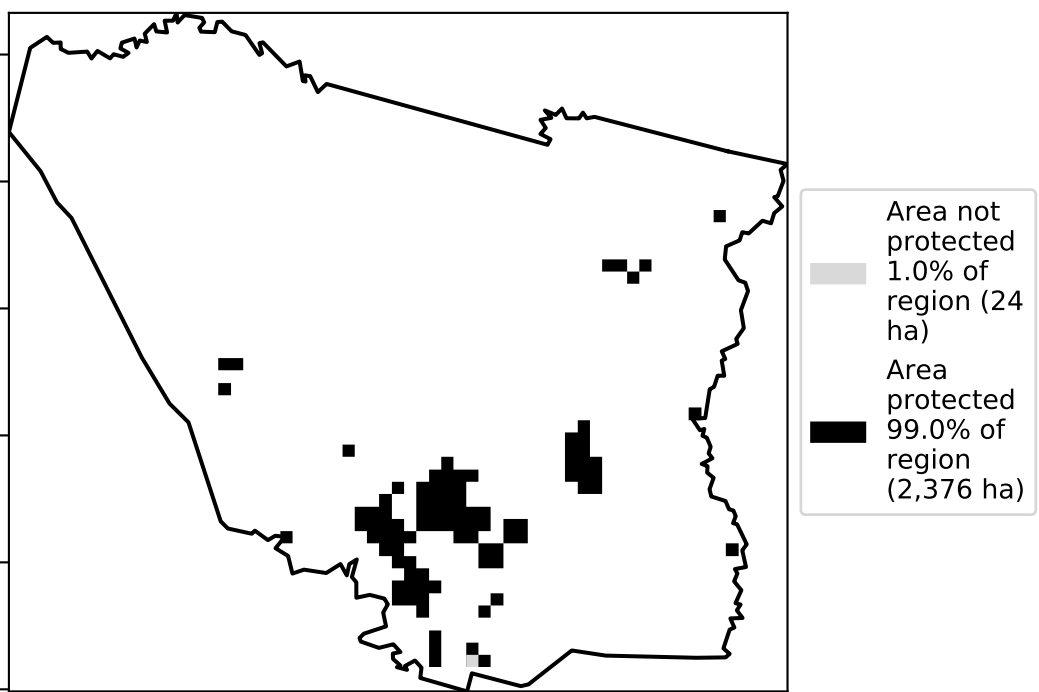 Area not
protected
1.0% of
region (24
ha)
Area
protected
99.0% of
region
(2,376 ha)